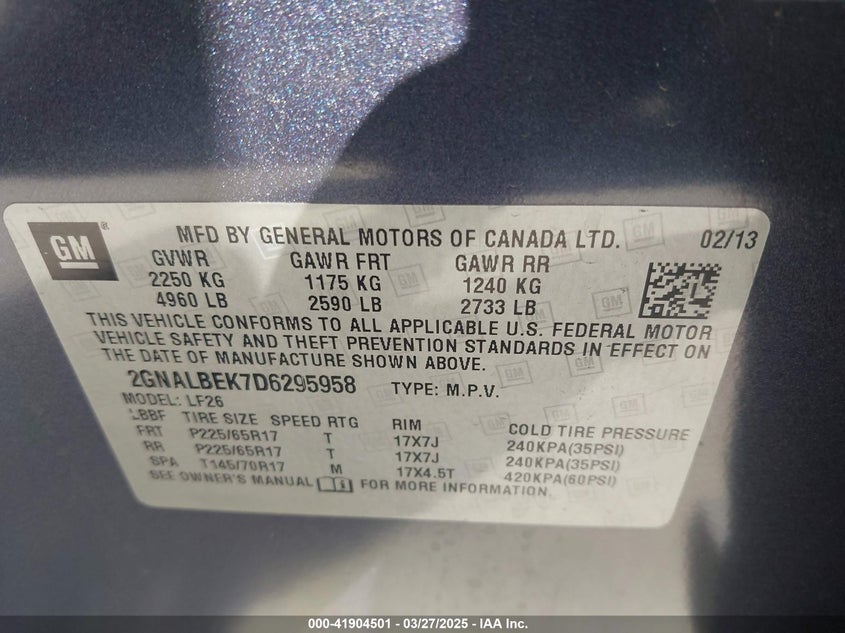 GM ®
MFD BY GENERAL MOTORS OF CANADA LTD. 02/13
GVWR GAWR FRT GAWR RR
2250 KG 1175 KG 1240 KG
4960 LB 2590 LB 2733 LB
THIS VEHICLE CONFORMS TO ALL APPLICABLE U.S. FEDERAL MOTOR
VEHICLE SAFETY AND THEFT PREVENTION STANDARDS IN EFFECT ON
THE DATE OF MANUFACTURE SHOWN ABOVE.
2GNALBEK7D6295958 TYPE: M.P.V.
MODEL: LF26
LBBF TIRE SIZE SPEED RTG RIM COLD TIRE PRESSURE
FRT P225/65R17 T 17X7J 240KPA(35PSI)
RR P225/65R17 T 17X7J 240KPA(35PSI)
SPA T145/70R17 M 17X4.5T 420KPA(60PSI)
SEE OWNER'S MANUAL FOR MORE INFORMATION.
000-41904501 - 03/27/2025 - IAA Inc.